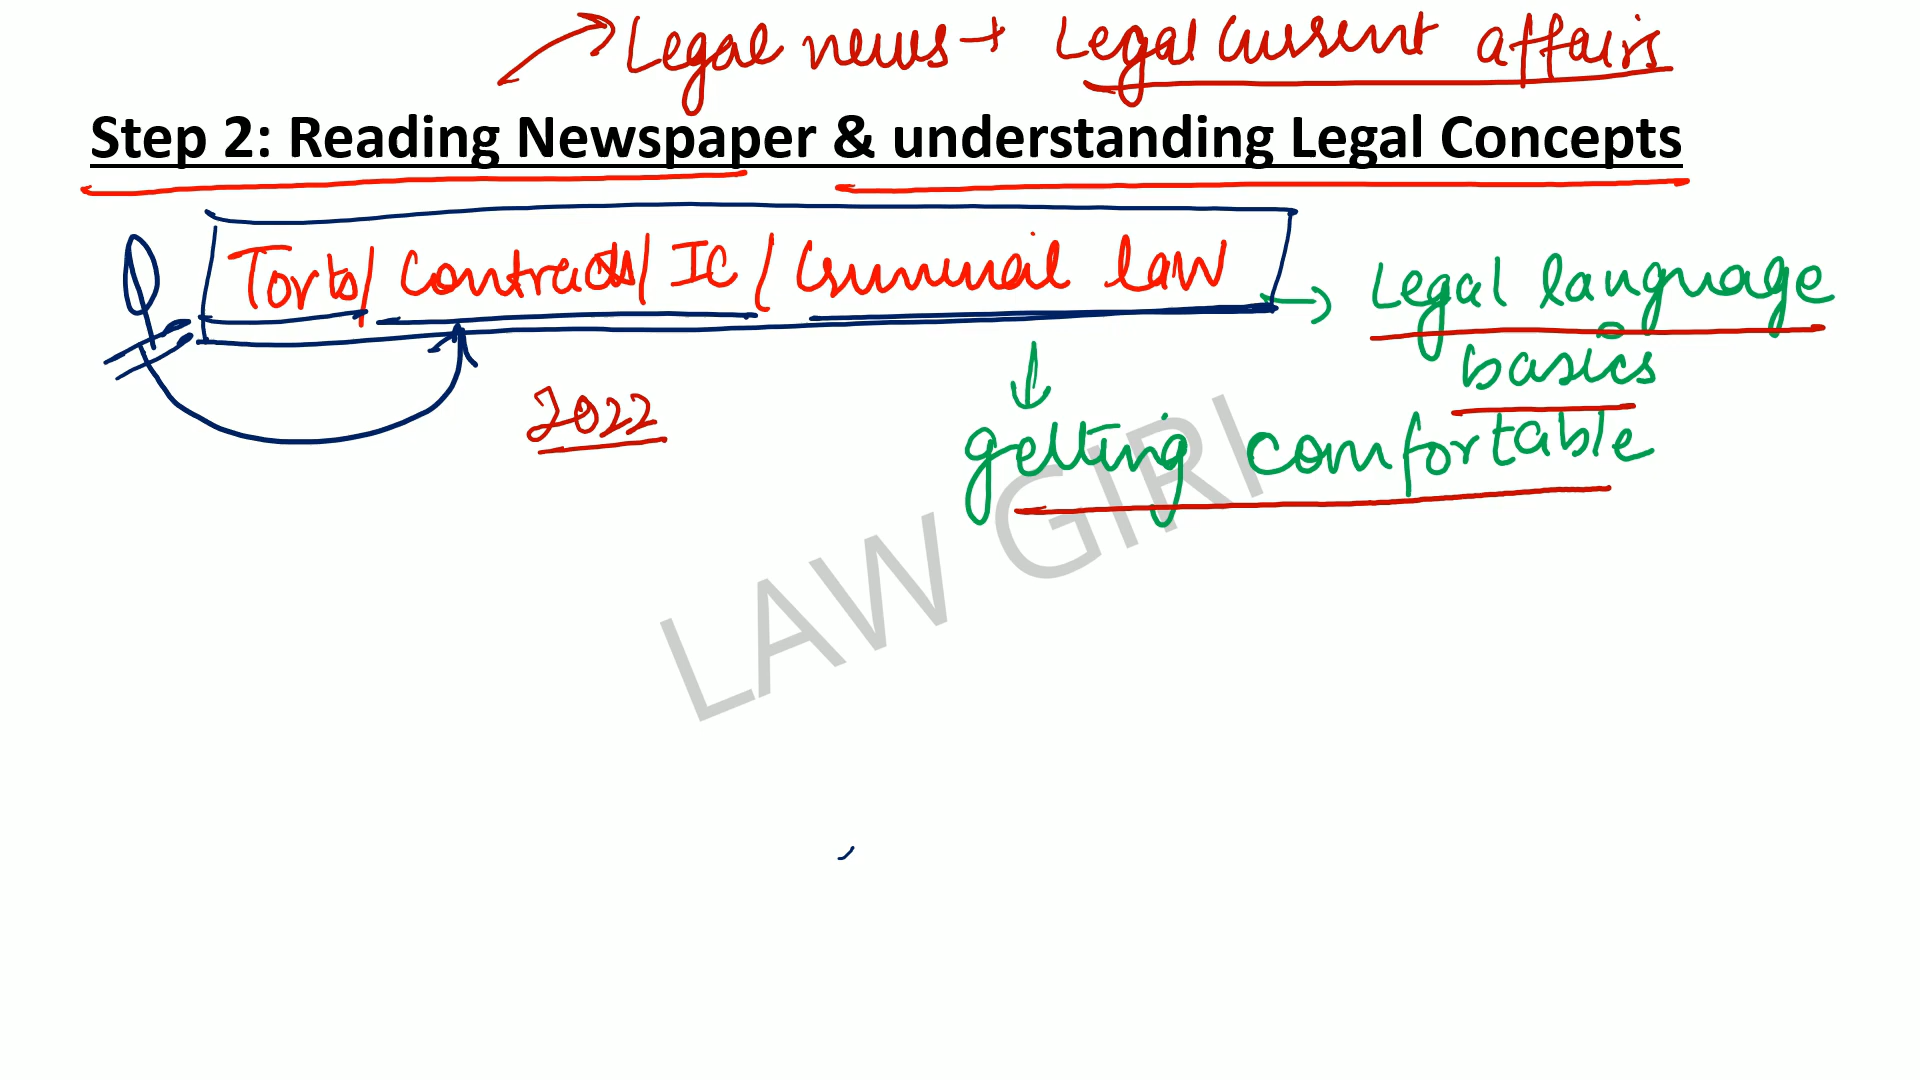 Legal news + Legal Current affairs
Step 2: Reading Newspaper & understanding Legal Concepts
Torts/ Contracts/ IC / Criminal law
Legal language
basics
2022
getting comfortable
LAW GIRI